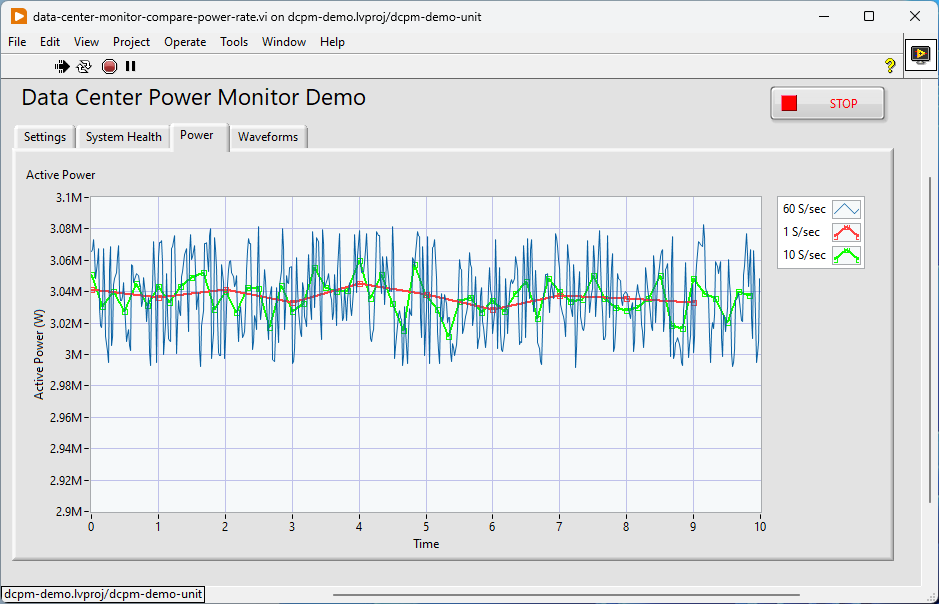 data-center-monitor-compare-power-rate.vi on dcpm-demo.lvproj/dcpm-demo-unit
File Edit View Project Operate Tools Window Help
Data Center Power Monitor Demo
STOP
Settings System Health Power Waveforms
Active Power
3.1M
3.08M
3.06M
3.04M
3.02M
3M
2.98M
2.96M
2.94M
2.92M
2.9M
Active Power (W)
0 1 2 3 4 5 6 7 8 9 10
Time
60 S/sec
1 S/sec
10 S/sec
dcpm-demo.lvproj/dcpm-demo-unit